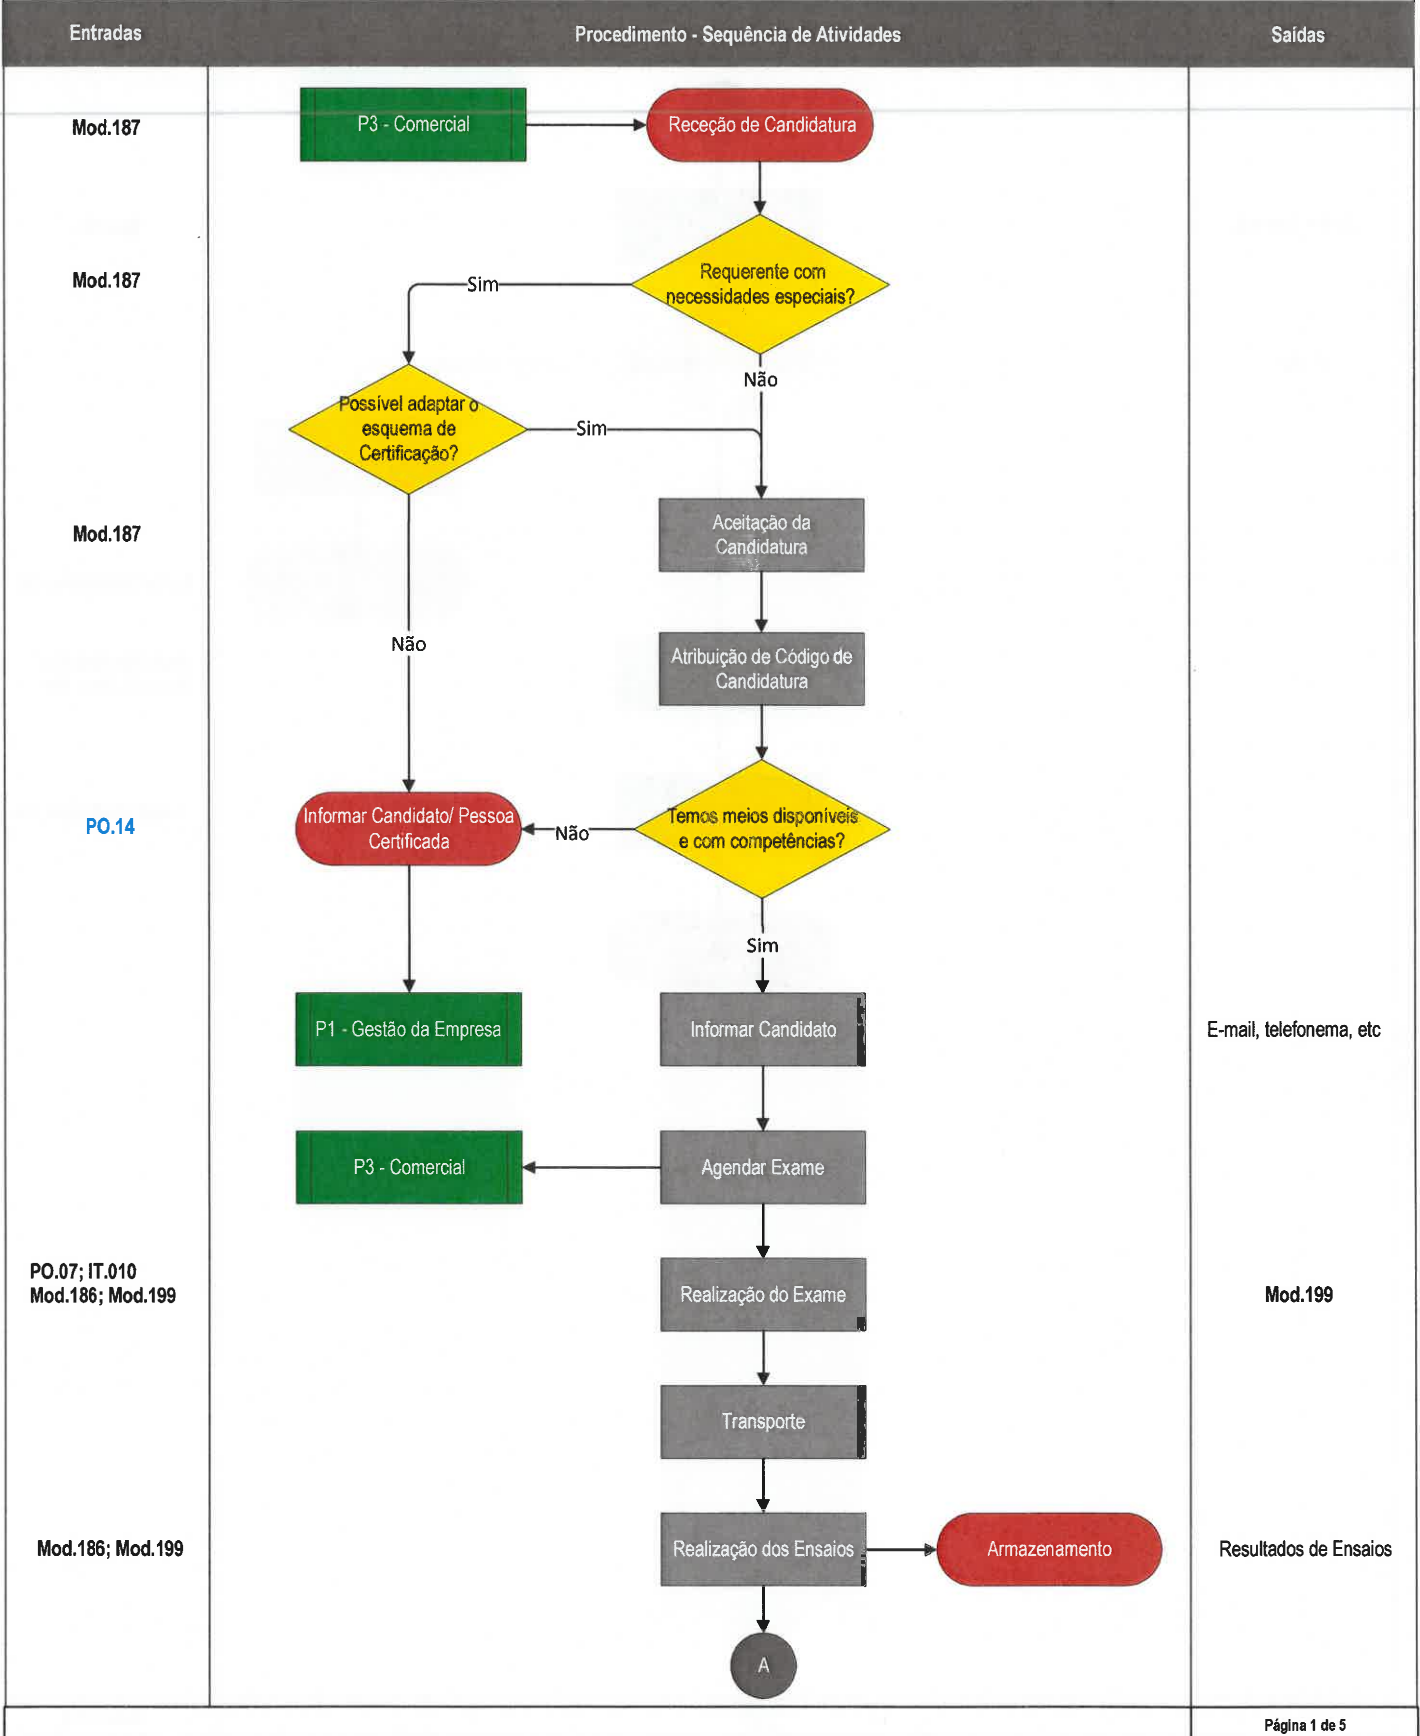 Entradas
Procedimento - Sequência de Atividades
Saídas
Mod.187
P3 - Comercial
Receção de Candidatura
Mod.187
Requerente com
necessidades especiais?
Sim
Não
Possível adaptar o
esquema de
Certificação?
Sim
Mod.187
Aceitação da
Candidatura
Não
Atribuição de Código de
Candidatura
PO.14
Informar Candidato/ Pessoa
Certificada
Não
Temos meios disponíveis
e com competências?
Sim
P1 - Gestão da Empresa
Informar Candidato
E-mail, telefonema, etc
P3 - Comercial
Agendar Exame
PO.07; IT.010
Mod.186; Mod.199
Realização do Exame
Mod.199
Transporte
Mod.186; Mod.199
Realização dos Ensaios
Armazenamento
Resultados de Ensaios
A
Página 1 de 5